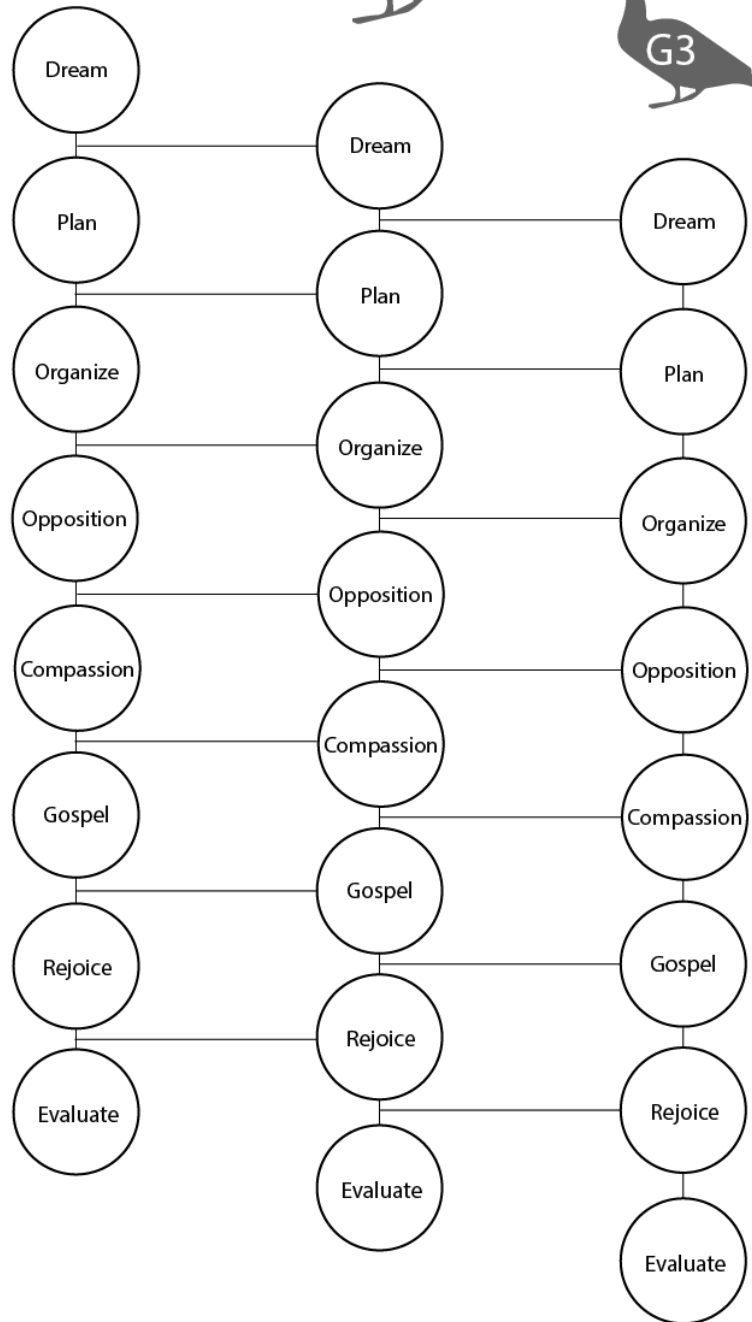 G3
Dream
Plan
Organize
Opposition
Compassion
Gospel
Rejoice
Evaluate
Dream
Plan
Organize
Opposition
Compassion
Gospel
Rejoice
Evaluate
Dream
Plan
Organize
Opposition
Compassion
Gospel
Rejoice
Evaluate